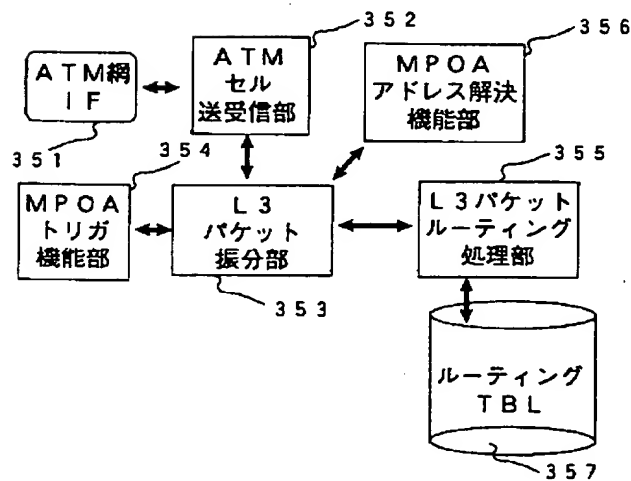 352
356
ATM網
IF
ATM
セル
送受信部
MPOA
アドレス解決
機能部
351
354
355
MPOA
トリガ
機能部
L3
パケット
振分部
L3パケット
ルーティング
処理部
353
ルーティング
TBL
357